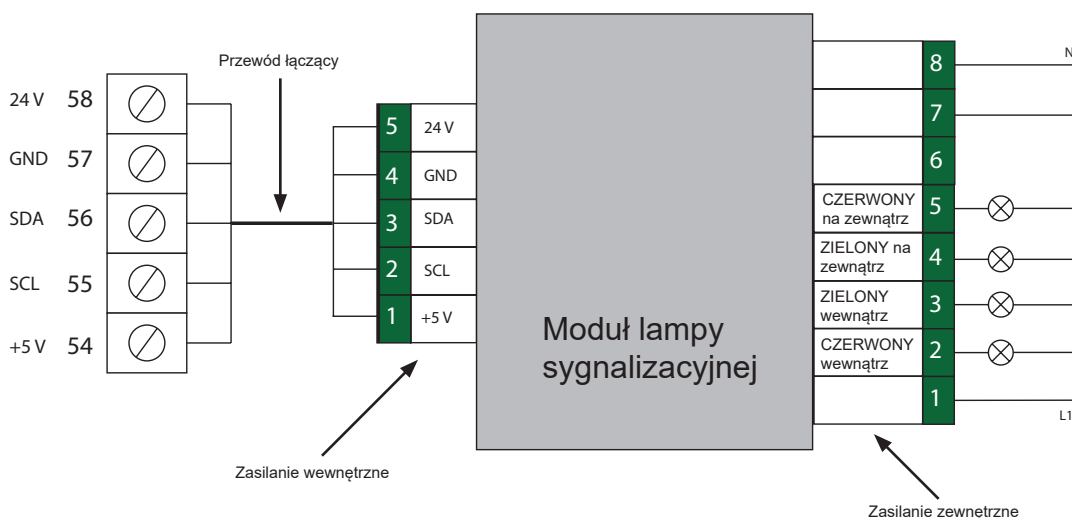 Przewód łączący
24 V 58
GND 57
SDA 56
SCL 55
+5 V 54
5 24 V
4 GND
3 SDA
2 SCL
1 +5 V
Zasilanie wewnętrzne
Moduł lampy
sygnalizacyjnej
8 N
7
6
CZERWONY
na zewnątrz
5
ZIELONY na
zewnątrz
4
ZIELONY
wewnątrz
3
CZERWONY
wewnątrz
2
1
L1
Zasilanie zewnętrzne